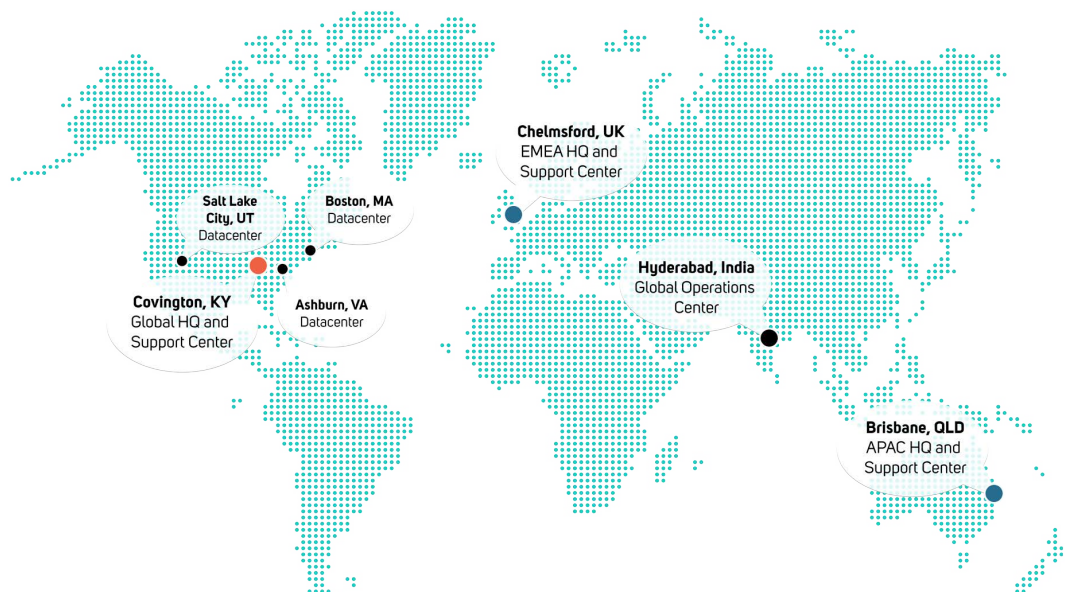 Chelmsford, UK
EMEA HQ and
Support Center
Salt Lake
City, UT
Datacenter
Boston, MA
Datacenter
Hyderabad, India
Global Operations
Center
Covington, KY
Global HQ and
Support Center
Ashburn, VA
Datacenter
Brisbane, QLD
APAC HQ and
Support Center